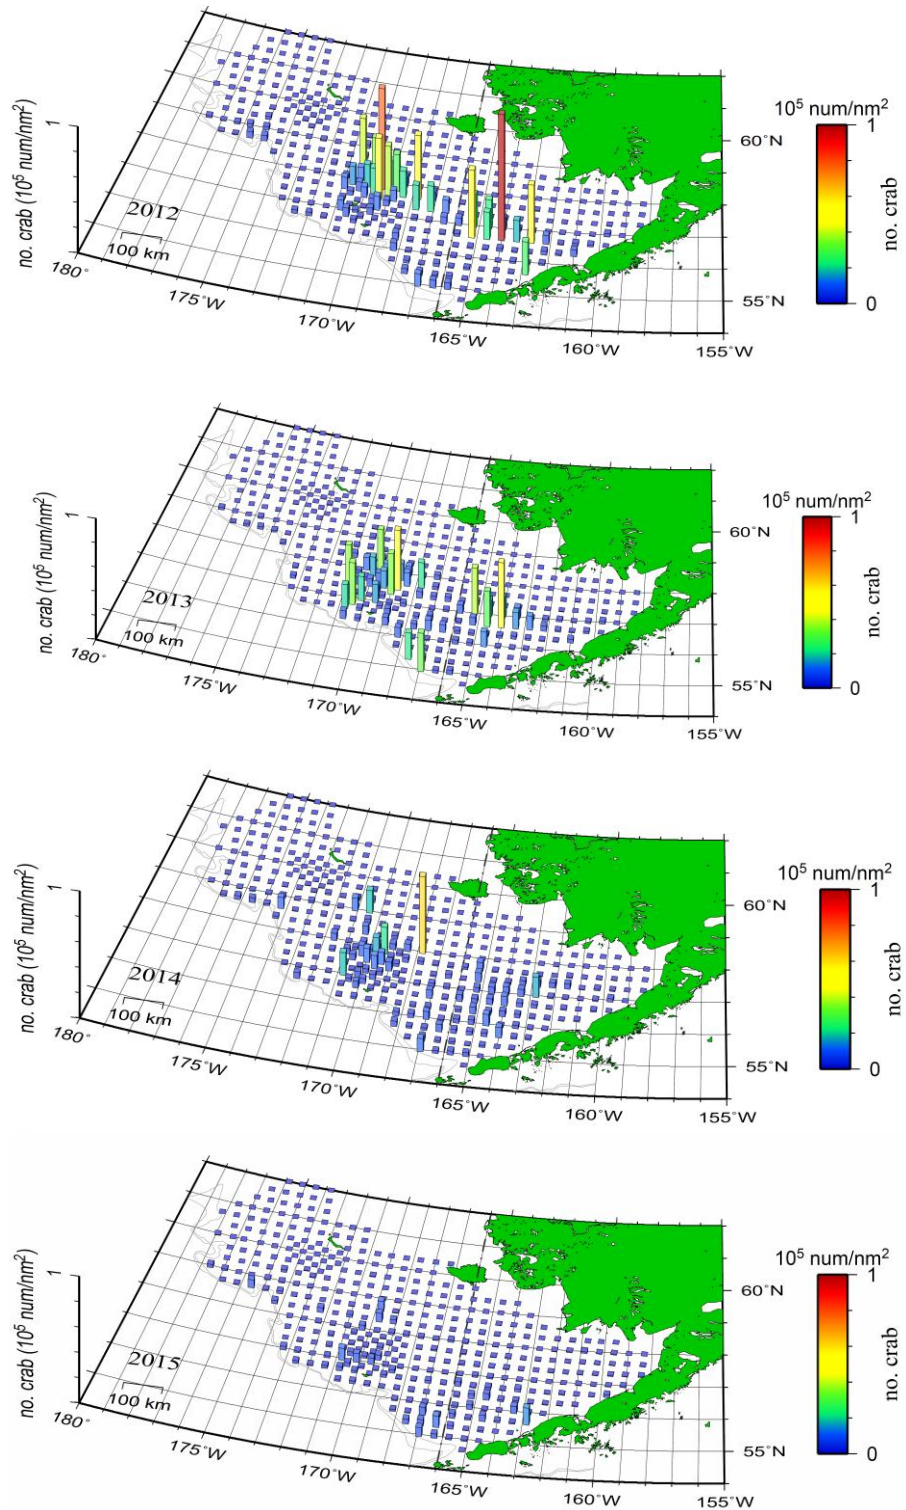 10⁵ num/nm²
1
no. crab
0
no. crab (10⁵ num/nm²)
1
60°N
55°N
2012
100 km
180°
175°W
170°W
165°W
160°W
155°W
10⁵ num/nm²
1
no. crab
0
no. crab (10⁵ num/nm²)
1
60°N
55°N
2013
100 km
180°
175°W
170°W
165°W
160°W
155°W
10⁵ num/nm²
1
no. crab
0
no. crab (10⁵ num/nm²)
1
60°N
55°N
2014
100 km
180°
175°W
170°W
165°W
160°W
155°W
10⁵ num/nm²
1
no. crab
0
no. crab (10⁵ num/nm²)
1
60°N
55°N
2015
100 km
180°
175°W
170°W
165°W
160°W
155°W